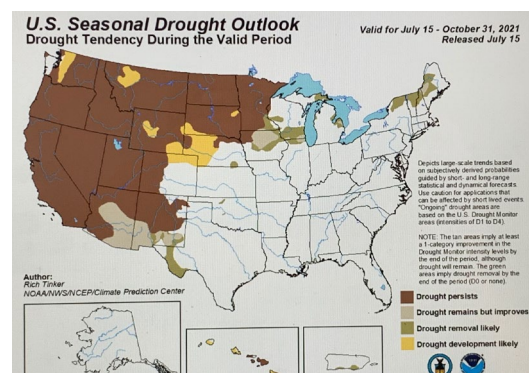 U.S. Seasonal Drought Outlook
Drought Tendency During the Valid Period
Valid for July 15 - October 31, 2021
Released July 15
Depicts large-scale trends based
on subjectively derived probabilities
guided by short- and long-range
statistical and dynamical forecasts.
Use caution for applications that
can be affected by short lived events.
"Ongoing" drought areas are
based on the U.S. Drought Monitor
areas (intensities of D1 to D4).
NOTE: The tan areas imply at least
a 1-category improvement in the
Drought Monitor intensity levels by
the end of the period, although
drought will remain. The green
areas imply drought removal by the
end of the period (D0 or none).
Author:
Rich Tinker
NOAA/NWS/NCEP/Climate Prediction Center
Drought persists
Drought remains but improves
Drought removal likely
Drought development likely